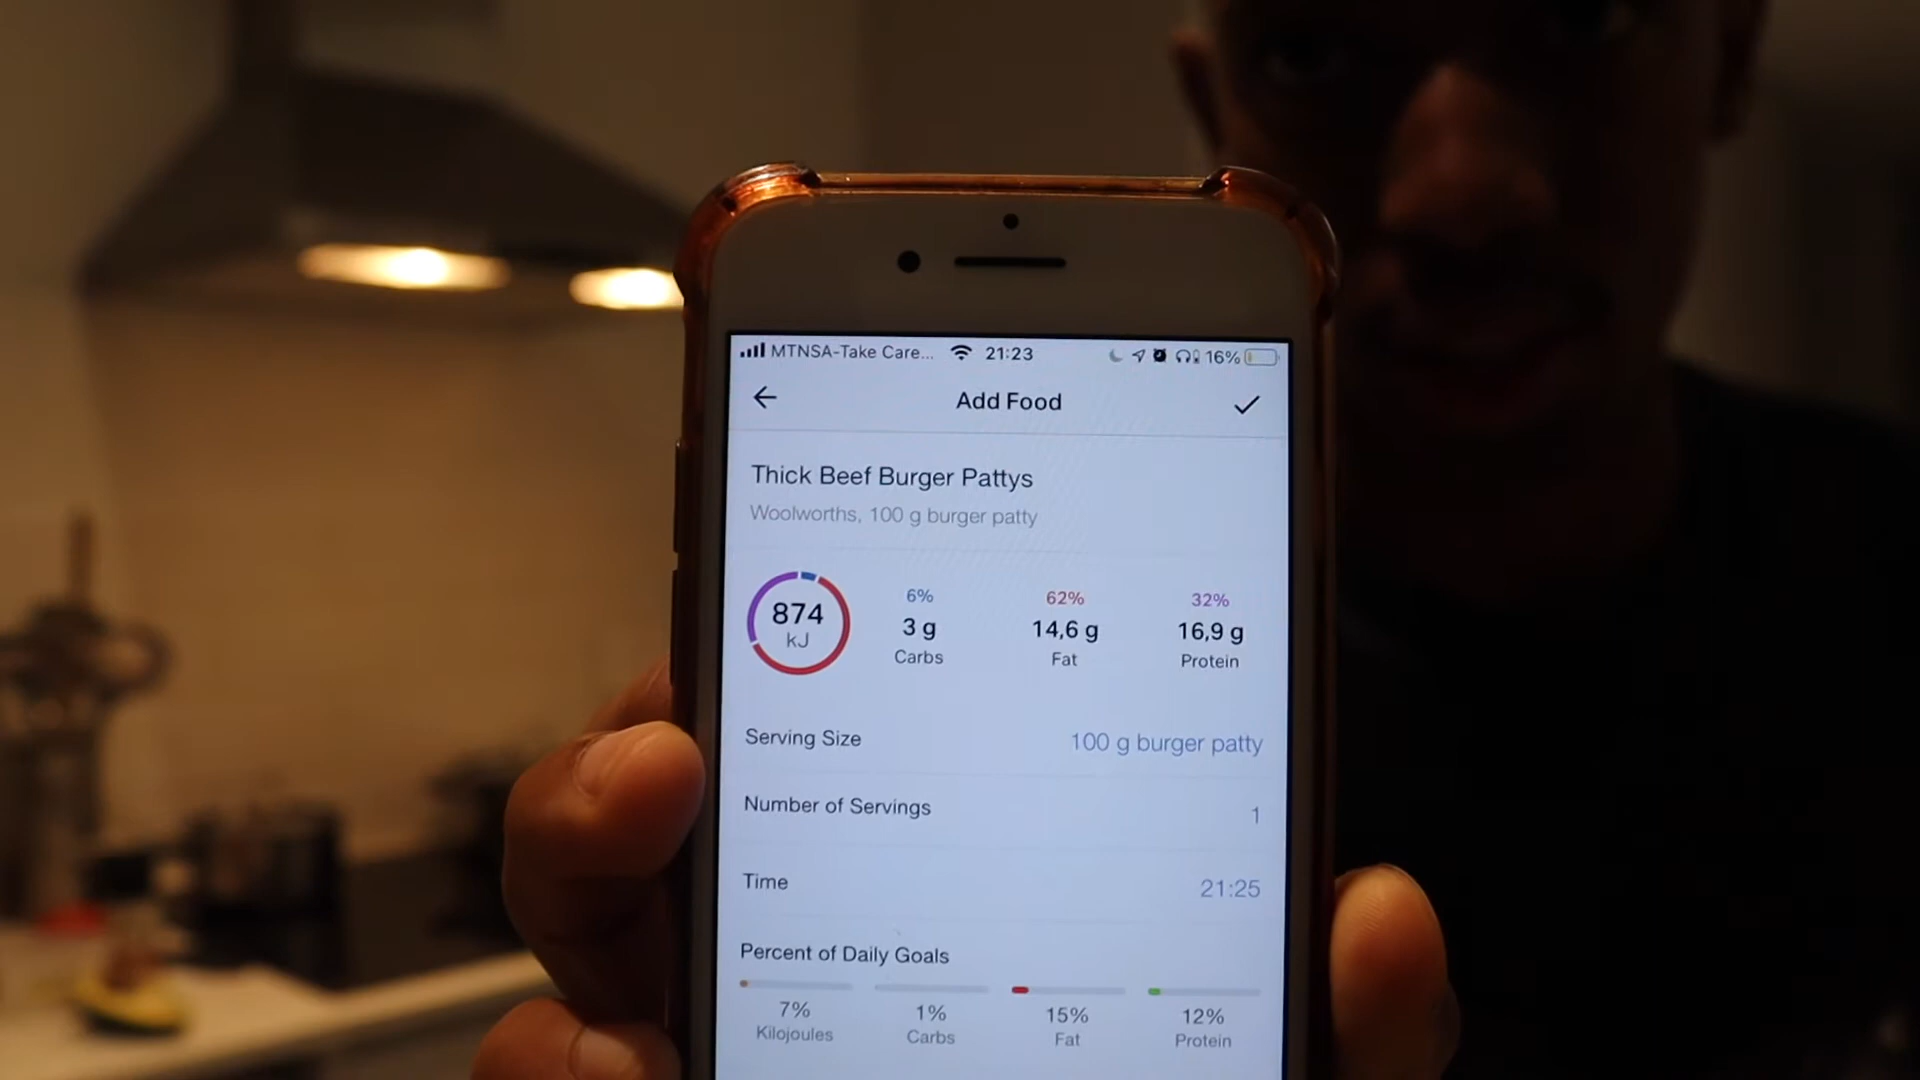 MTNSA-Take Care... 21:23 16%
Add Food
Thick Beef Burger Pattys
Woolworths, 100 g burger patty
874 kJ
6% 62% 32%
3 g 14,6 g 16,9 g
Carbs Fat Protein
Serving Size 100 g burger patty
Number of Servings 1
Time 21:25
Percent of Daily Goals
7% 1% 15% 12%
Kilojoules Carbs Fat Protein